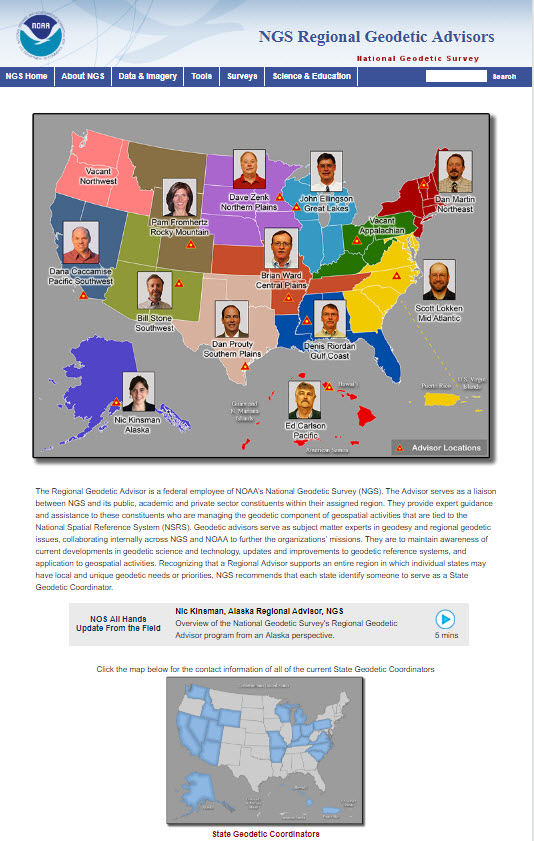 NOAA
NGS Regional Geodetic Advisors
National Geodetic Survey
NGS Home
About NGS
Data & Imagery
Tools
Surveys
Science & Education
Search
Vacant
Northwest
Pam Fromhertz
Rocky Mountain
Dave Zenk
Northern Plains
John Ellingson
Great Lakes
Dan Martin
Northeast
Vacant
Appalachian
Dana Caccamise
Pacific Southwest
Brian Ward
Central Plains
Bill Stone
Southwest
Scott Lokken
Mid Atlantic
Dan Prouty
Southern Plains
Denis Riordan
Gulf Coast
Nic Kinsman
Alaska
Ed Carlson
Pacific
Hawai'i
Guam and
N. Mariana
Islands
American Samoa
Puerto Rico
U.S. Virgin
Islands
Advisor Locations
The Regional Geodetic Advisor is a federal employee of NOAA's National Geodetic Survey (NGS). The Advisor serves as a liaison
between NGS and its public, academic and private sector constituents within their assigned region. They provide expert guidance
and assistance to these constituents who are managing the geodetic component of geospatial activities that are tied to the
National Spatial Reference System (NSRS). Geodetic advisors serve as subject matter experts in geodesy and regional geodetic
issues, collaborating internally across NGS and NOAA to further the organizations' missions. They are to maintain awareness of
current developments in geodetic science and technology, updates and improvements to geodetic reference systems, and
application to geospatial activities. Recognizing that a Regional Advisor supports an entire region in which individual states may
have local and unique geodetic needs or priorities, NGS recommends that each state identify someone to serve as a State
Geodetic Coordinator.
NOS All Hands
Update From the Field
Nic Kinsman, Alaska Regional Advisor, NGS
Overview of the National Geodetic Survey's Regional Geodetic
Advisor program from an Alaska perspective.
5 mins
Click the map below for the contact information of all of the current State Geodetic Coordinators
State Geodetic Coordinators